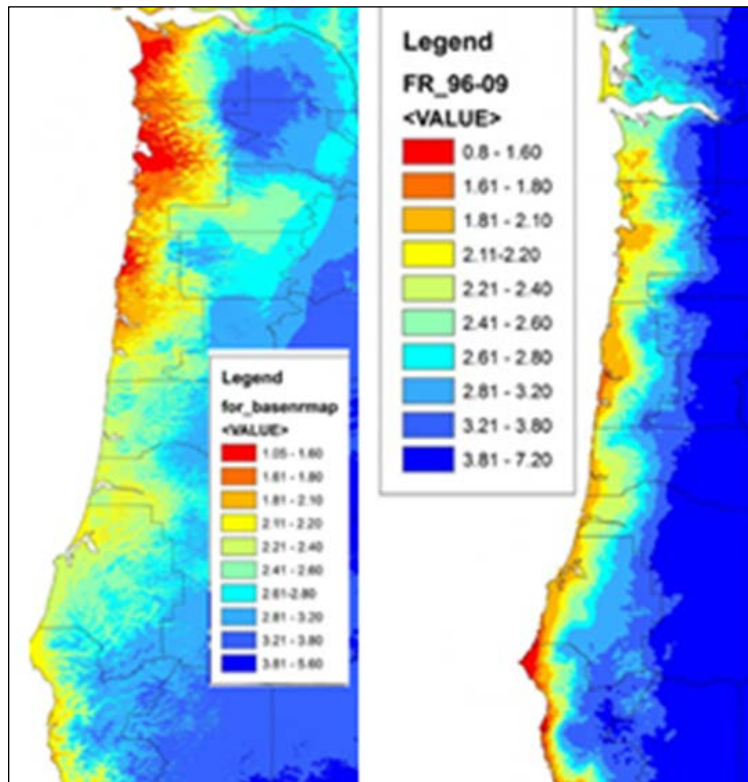 Legend
for_basenrmap
<VALUE>
1.05 - 1.60
1.61 - 1.80
1.81 - 2.10
2.11 - 2.20
2.21 - 2.40
2.41 - 2.60
2.61-2.80
2.81 - 3.20
3.21 - 3.80
3.81 - 5.60
Legend
FR_96-09
<VALUE>
0.8 - 1.60
1.61 - 1.80
1.81 - 2.10
2.11-2.20
2.21 - 2.40
2.41 - 2.60
2.61 - 2.80
2.81 - 3.20
3.21 - 3.80
3.81 - 7.20